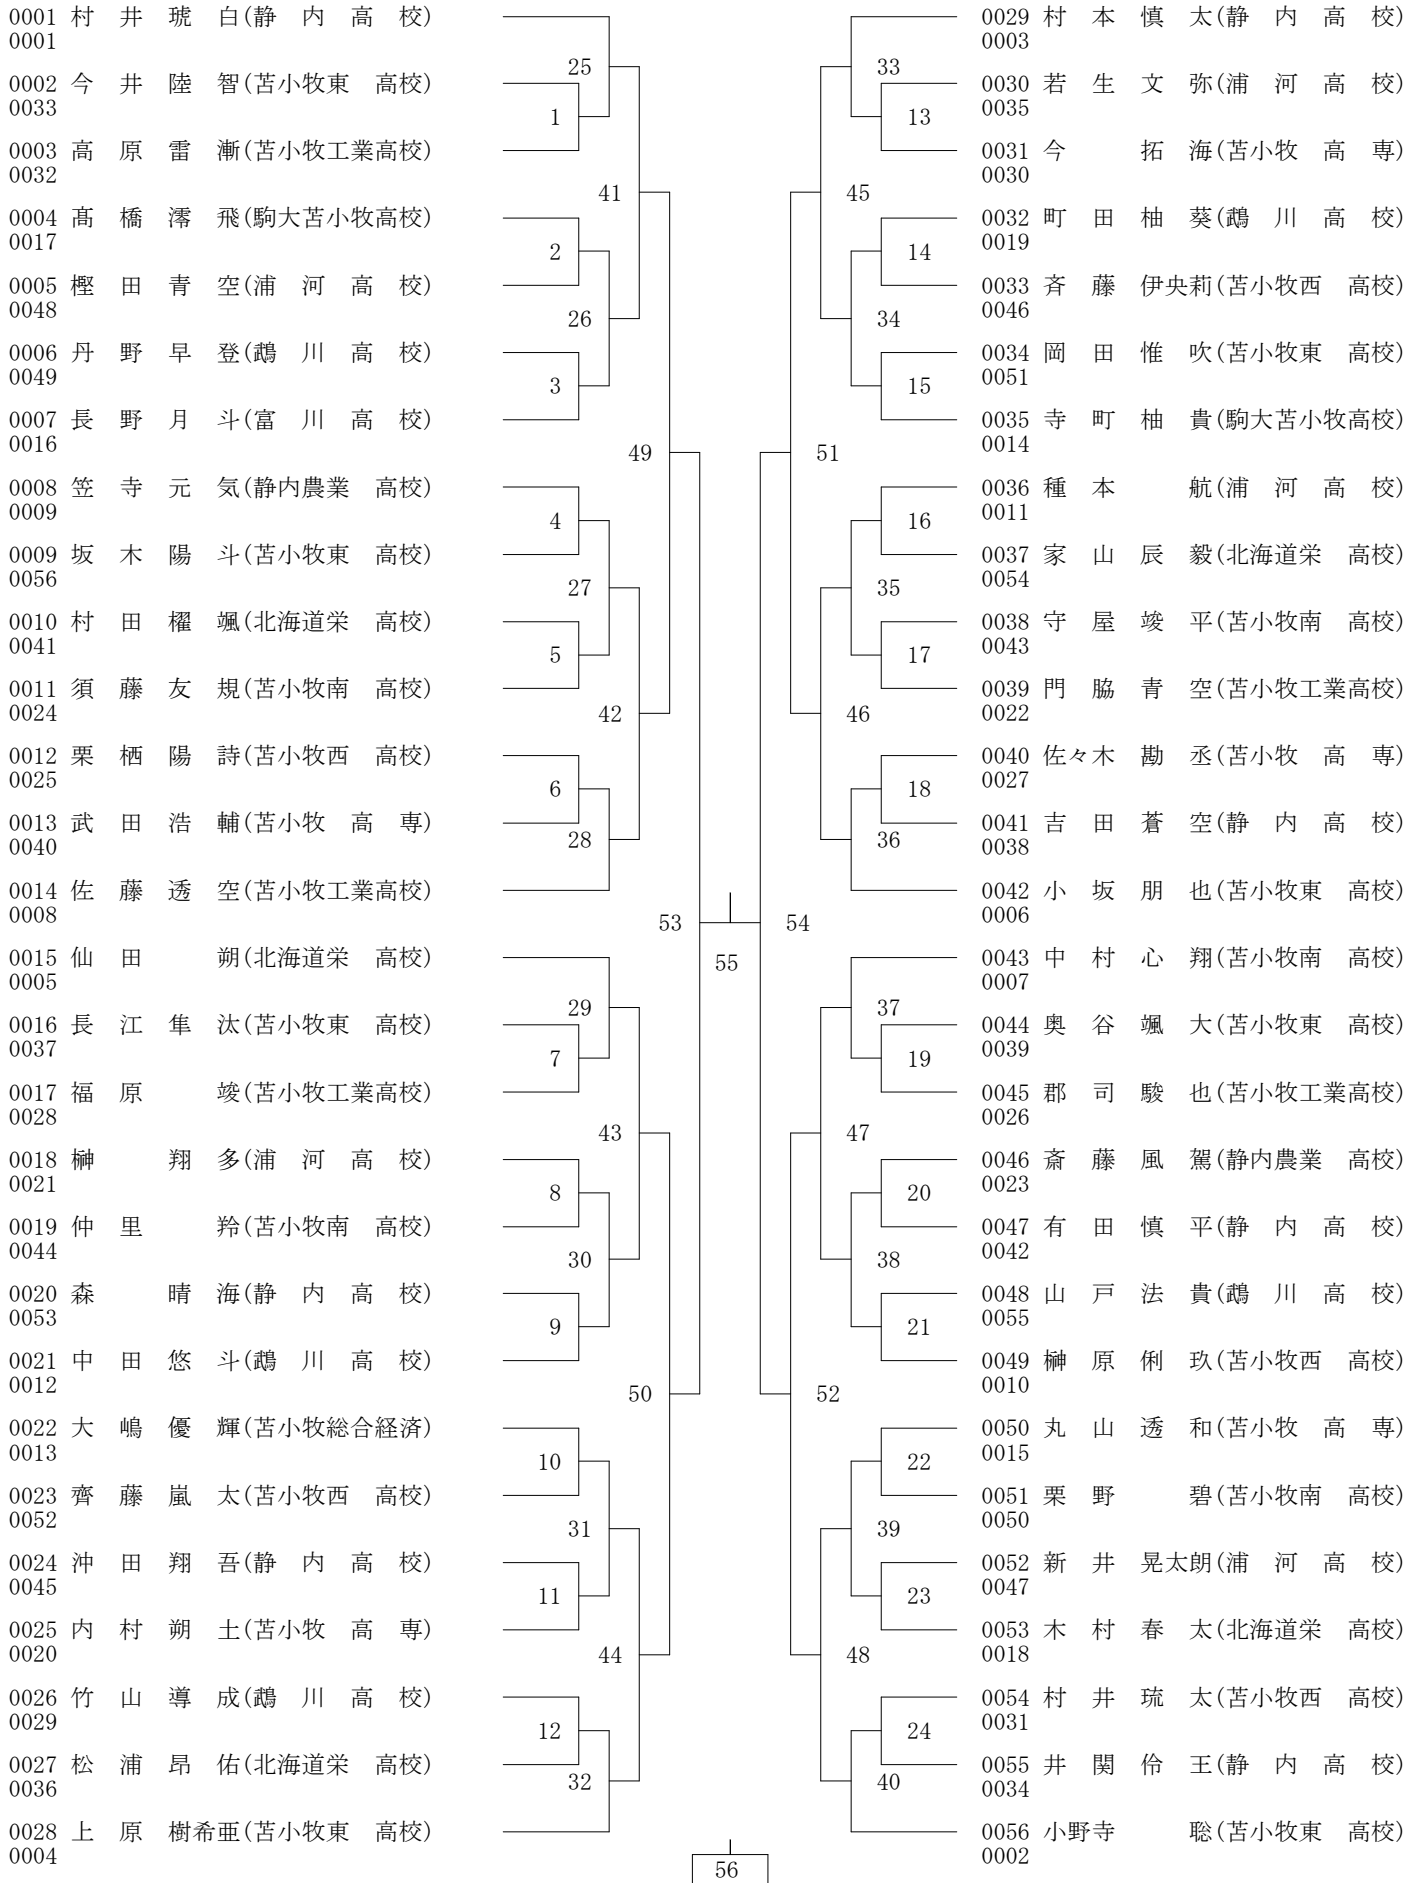 0001 村　井　琥　白(静　内　高　校)
0001
0002 今　井　陸　智(苫小牧東　高校)
0033
0003 高　原　雷　漸(苫小牧工業高校)
0032
0004 髙　橋　澪　飛(駒大苫小牧高校)
0017
0005 樫　田　青　空(浦　河　高　校)
0048
0006 丹　野　早　登(鵡　川　高　校)
0049
0007 長　野　月　斗(富　川　高　校)
0016
0008 笠　寺　元　気(静内農業　高校)
0009
0009 坂　木　陽　斗(苫小牧東　高校)
0056
0010 村　田　櫂　颯(北海道栄　高校)
0041
0011 須　藤　友　規(苫小牧南　高校)
0024
0012 栗　栖　陽　詩(苫小牧西　高校)
0025
0013 武　田　浩　輔(苫小牧　高　専)
0040
0014 佐　藤　透　空(苫小牧工業高校)
0008
0015 仙　田　　　朔(北海道栄　高校)
0005
0016 長　江　隼　汰(苫小牧東　高校)
0037
0017 福　原　　　竣(苫小牧工業高校)
0028
0018 榊　　　翔　多(浦　河　高　校)
0021
0019 仲　里　　　羚(苫小牧南　高校)
0044
0020 森　　　晴　海(静　内　高　校)
0053
0021 中　田　悠　斗(鵡　川　高　校)
0012
0022 大　嶋　優　輝(苫小牧総合経済)
0013
0023 齊　藤　嵐　太(苫小牧西　高校)
0052
0024 沖　田　翔　吾(静　内　高　校)
0045
0025 内　村　朔　土(苫小牧　高　専)
0020
0026 竹　山　導　成(鵡　川　高　校)
0029
0027 松　浦　昂　佑(北海道栄　高校)
0036
0028 上　原　樹希亜(苫小牧東　高校)
0004
25
1
41
2
26
3
49
4
27
5
42
6
28
53
29
7
43
8
30
9
50
10
31
11
44
12
32
55
56
33
13
45
14
34
15
51
16
35
17
46
18
36
54
37
19
47
20
38
21
52
22
39
23
48
24
40
0029 村　本　慎　太(静　内　高　校)
0003
0030 若　生　文　弥(浦　河　高　校)
0035
0031 今　　　拓　海(苫小牧　高　専)
0030
0032 町　田　柚　葵(鵡　川　高　校)
0019
0033 斉　藤　伊央莉(苫小牧西　高校)
0046
0034 岡　田　惟　吹(苫小牧東　高校)
0051
0035 寺　町　柚　貴(駒大苫小牧高校)
0014
0036 種　本　　　航(浦　河　高　校)
0011
0037 家　山　辰　毅(北海道栄　高校)
0054
0038 守　屋　竣　平(苫小牧南　高校)
0043
0039 門　脇　青　空(苫小牧工業高校)
0022
0040 佐々木　勘　丞(苫小牧　高　専)
0027
0041 吉　田　蒼　空(静　内　高　校)
0038
0042 小　坂　朋　也(苫小牧東　高校)
0006
0043 中　村　心　翔(苫小牧南　高校)
0007
0044 奥　谷　颯　大(苫小牧東　高校)
0039
0045 郡　司　駿　也(苫小牧工業高校)
0026
0046 斎　藤　風　駕(静内農業　高校)
0023
0047 有　田　慎　平(静　内　高　校)
0042
0048 山　戸　法　貴(鵡　川　高　校)
0055
0049 榊　原　俐　玖(苫小牧西　高校)
0010
0050 丸　山　透　和(苫小牧　高　専)
0015
0051 栗　野　　　碧(苫小牧南　高校)
0050
0052 新　井　晃太朗(浦　河　高　校)
0047
0053 木　村　春　太(北海道栄　高校)
0018
0054 村　井　琉　太(苫小牧西　高校)
0031
0055 井　関　伶　王(静　内　高　校)
0034
0056 小野寺　　　聡(苫小牧東　高校)
0002